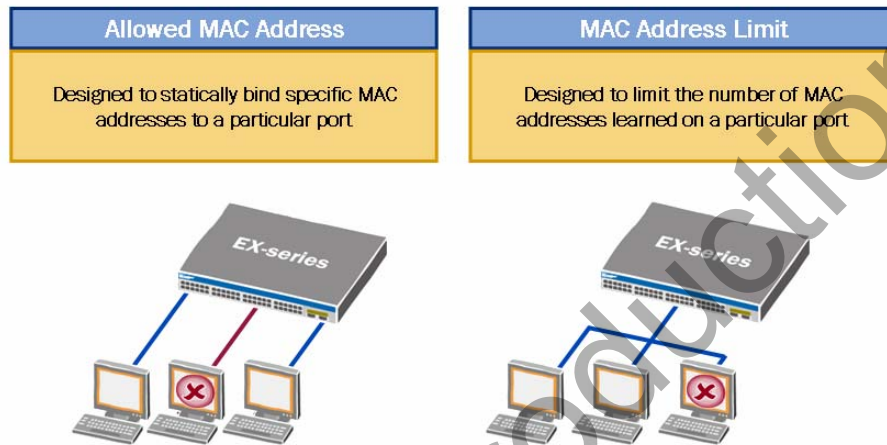 Allowed MAC Address
Designed to statically bind specific MAC
addresses to a particular port
MAC Address Limit
Designed to limit the number of MAC
addresses learned on a particular port
EX-series
EX-series
roduction